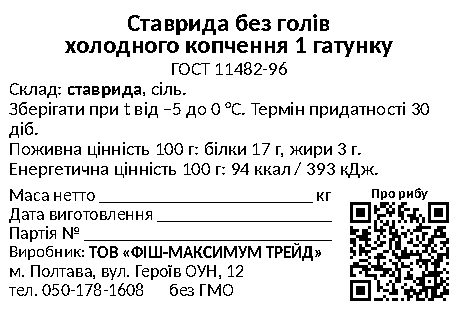 Ставрида без голів
холодного копчення 1 гатунку
ГОСТ 11482-96
Склад: ставрида, сіль.
Зберігати при t від –5 до 0 °С. Термін придатності 30
діб.
Поживна цінність 100 г: білки 17 г, жири 3 г.
Енергетична цінність 100 г: 94 ккал / 393 кДж.
Маса нетто ______________________ кг
Дата виготовлення __________________
Партія № _________________________
Виробник: ТОВ «ФІШ-МАКСИМУМ ТРЕЙД»
м. Полтава, вул. Героїв ОУН, 12
тел. 050-178-1608 без ГМО
Про рибу